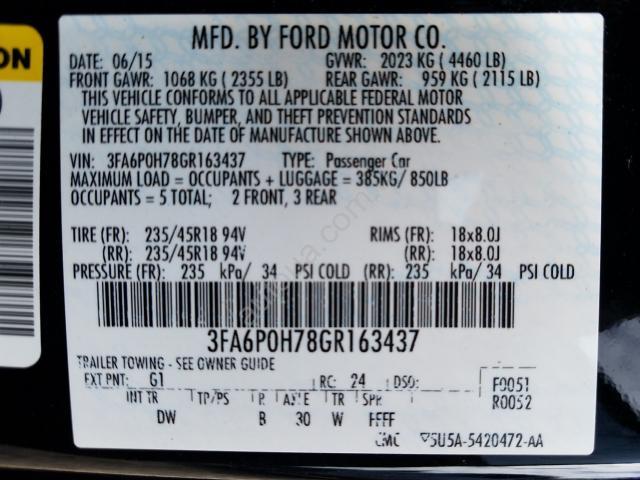 ON
MFD. BY FORD MOTOR CO.
DATE: 06/15 GVWR: 2023 KG ( 4460 LB)
FRONT GAWR: 1068 KG ( 2355 LB) REAR GAWR: 959 KG ( 2115 LB)
THIS VEHICLE CONFORMS TO ALL APPLICABLE FEDERAL MOTOR
VEHICLE SAFETY, BUMPER, AND THEFT PREVENTION STANDARDS
IN EFFECT ON THE DATE OF MANUFACTURE SHOWN ABOVE.
VIN: 3FA6P0H78GR163437 TYPE: Passenger Car
MAXIMUM LOAD = OCCUPANTS + LUGGAGE = 385KG/ 850LB
OCCUPANTS = 5 TOTAL; 2 FRONT, 3 REAR
TIRE (FR): 235/45R18 94V RIMS (FR): 18x8.0J
(RR): 235/45R18 94V (RR): 18x8.0J
PRESSURE (FR): 235 kPa/ 34 PSI COLD (RR): 235 kPa/ 34 PSI COLD
3FA6P0H78GR163437
TRAILER TOWING - SEE OWNER GUIDE
EXT PNT: G1 RC: 24 DSO: F0051
INT TR TP/PS R AXLE TR SPR R0052
DW B 30 W FFFF
CMC 5U5A-5420472-AA